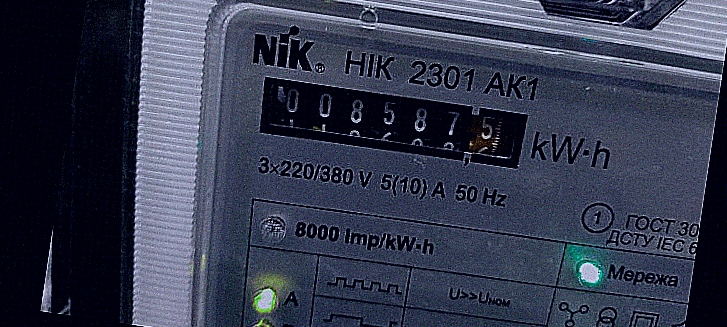 NiK® НІК 2301 АК1
0085875 kW·h
3×220/380 V 5(10) A 50 Hz
1 ГОСТ 30
ДСТУ IEC 6
8000 imp/kW-h
Мережа
A
U>>Uном